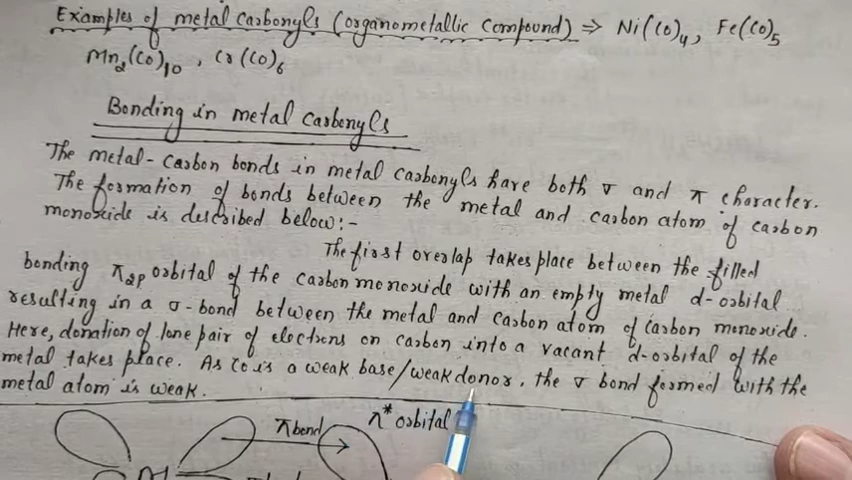 Examples of metal carbonyls (organometallic compound) ⇒ Ni(CO)4, Fe(CO)5
Mn2(CO)10, Cr(CO)6
Bonding in metal Carbonyls
The metal-carbon bonds in metal carbonyls have both σ and π character.
The formation of bonds between the metal and carbon atom of carbon
monoxide is described below:-
The first overlap takes place between the filled
bonding π2p orbital of the carbon monoxide with an empty metal d-orbital
resulting in a σ-bond between the metal and carbon atom of carbon monoxide.
Here, donation of lone pair of electrons on carbon into a vacant d-orbital of the
metal takes place. As CO is a weak base/weak donor, the σ bond formed with the
metal atom is weak.
π bond π* orbital